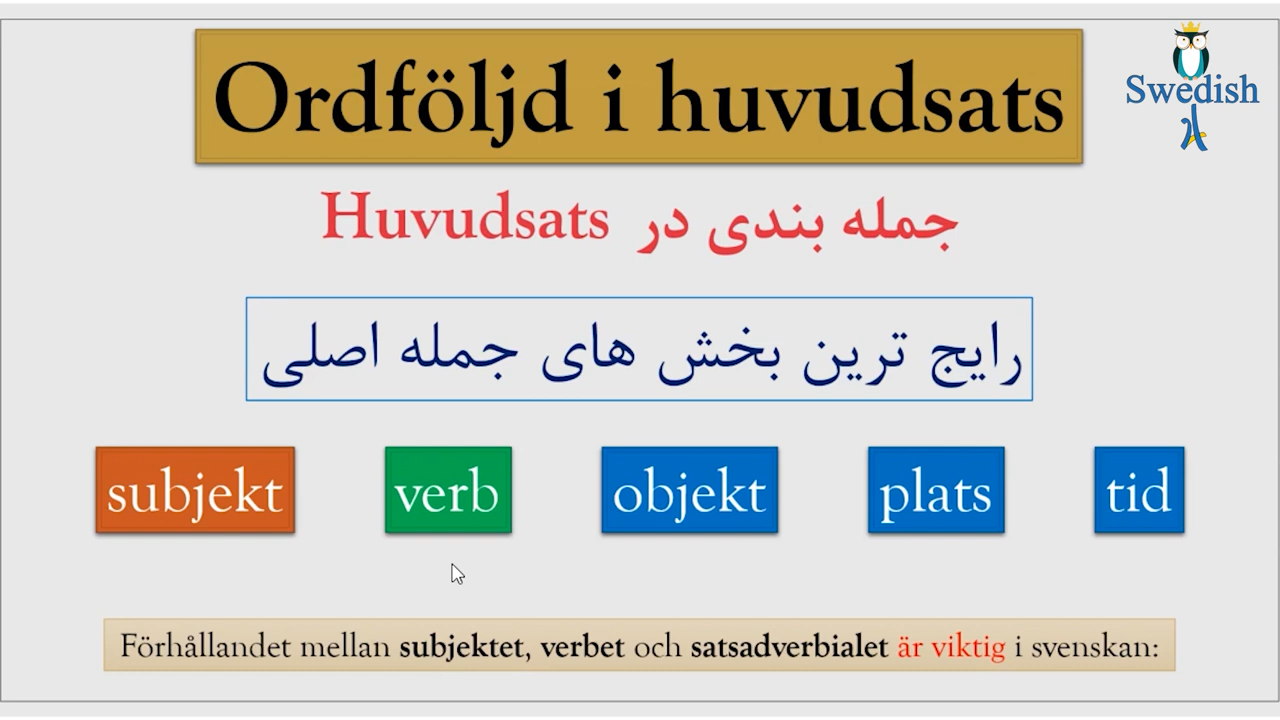 Ordföljd i huvudsats
Swedish
جمله بندی در Huvudsats
رایج ترین بخش های جمله اصلی
subjekt verb objekt plats tid
Förhållandet mellan subjektet, verbet och satsadverbialet är viktig i svenskan: